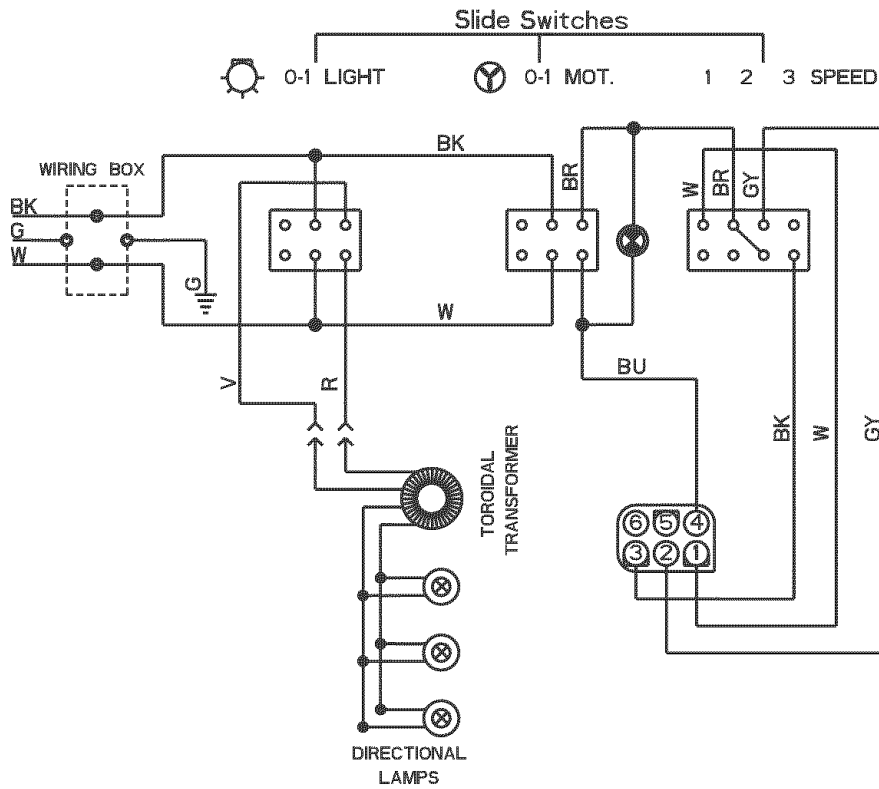 Slide Switches
0-1 LIGHT
0-1 MOT.
1 2 3 SPEED
BK
WIRING BOX
BR
W
BR
GY
BK
G
W
G
W
V
R
BU
BK
W
GY
TOROIDAL
TRANSFORMER
6 5 4
3 2 1
DIRECTIONAL
LAMPS